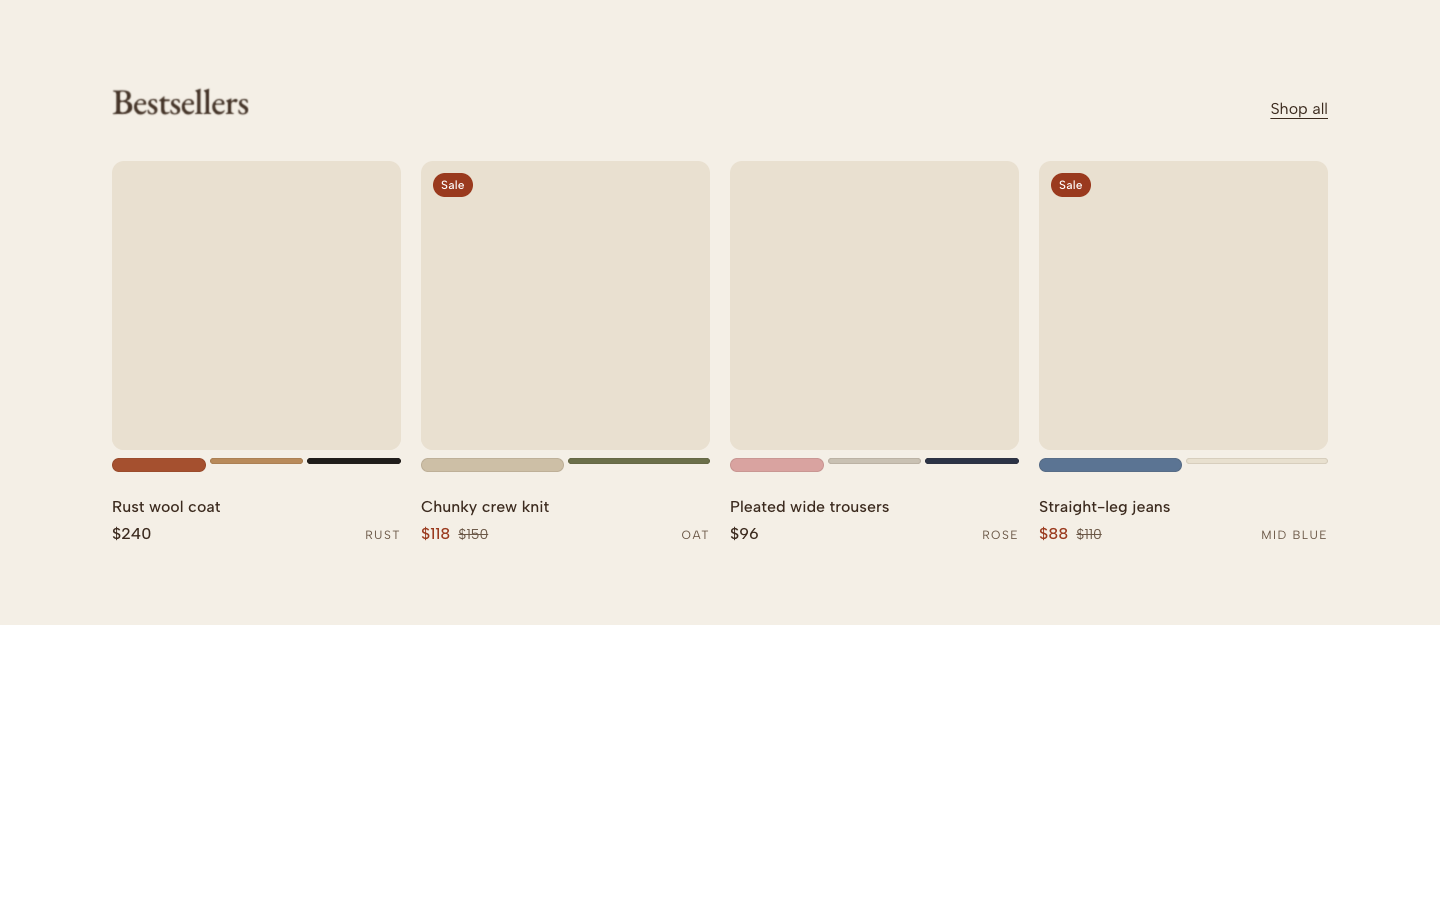 Bestsellers
Shop all
Sale
Sale
Rust wool coat
$240
RUST
Chunky crew knit
$118 $150
OAT
Pleated wide trousers
$96
ROSE
Straight-leg jeans
$88 $110
MID BLUE